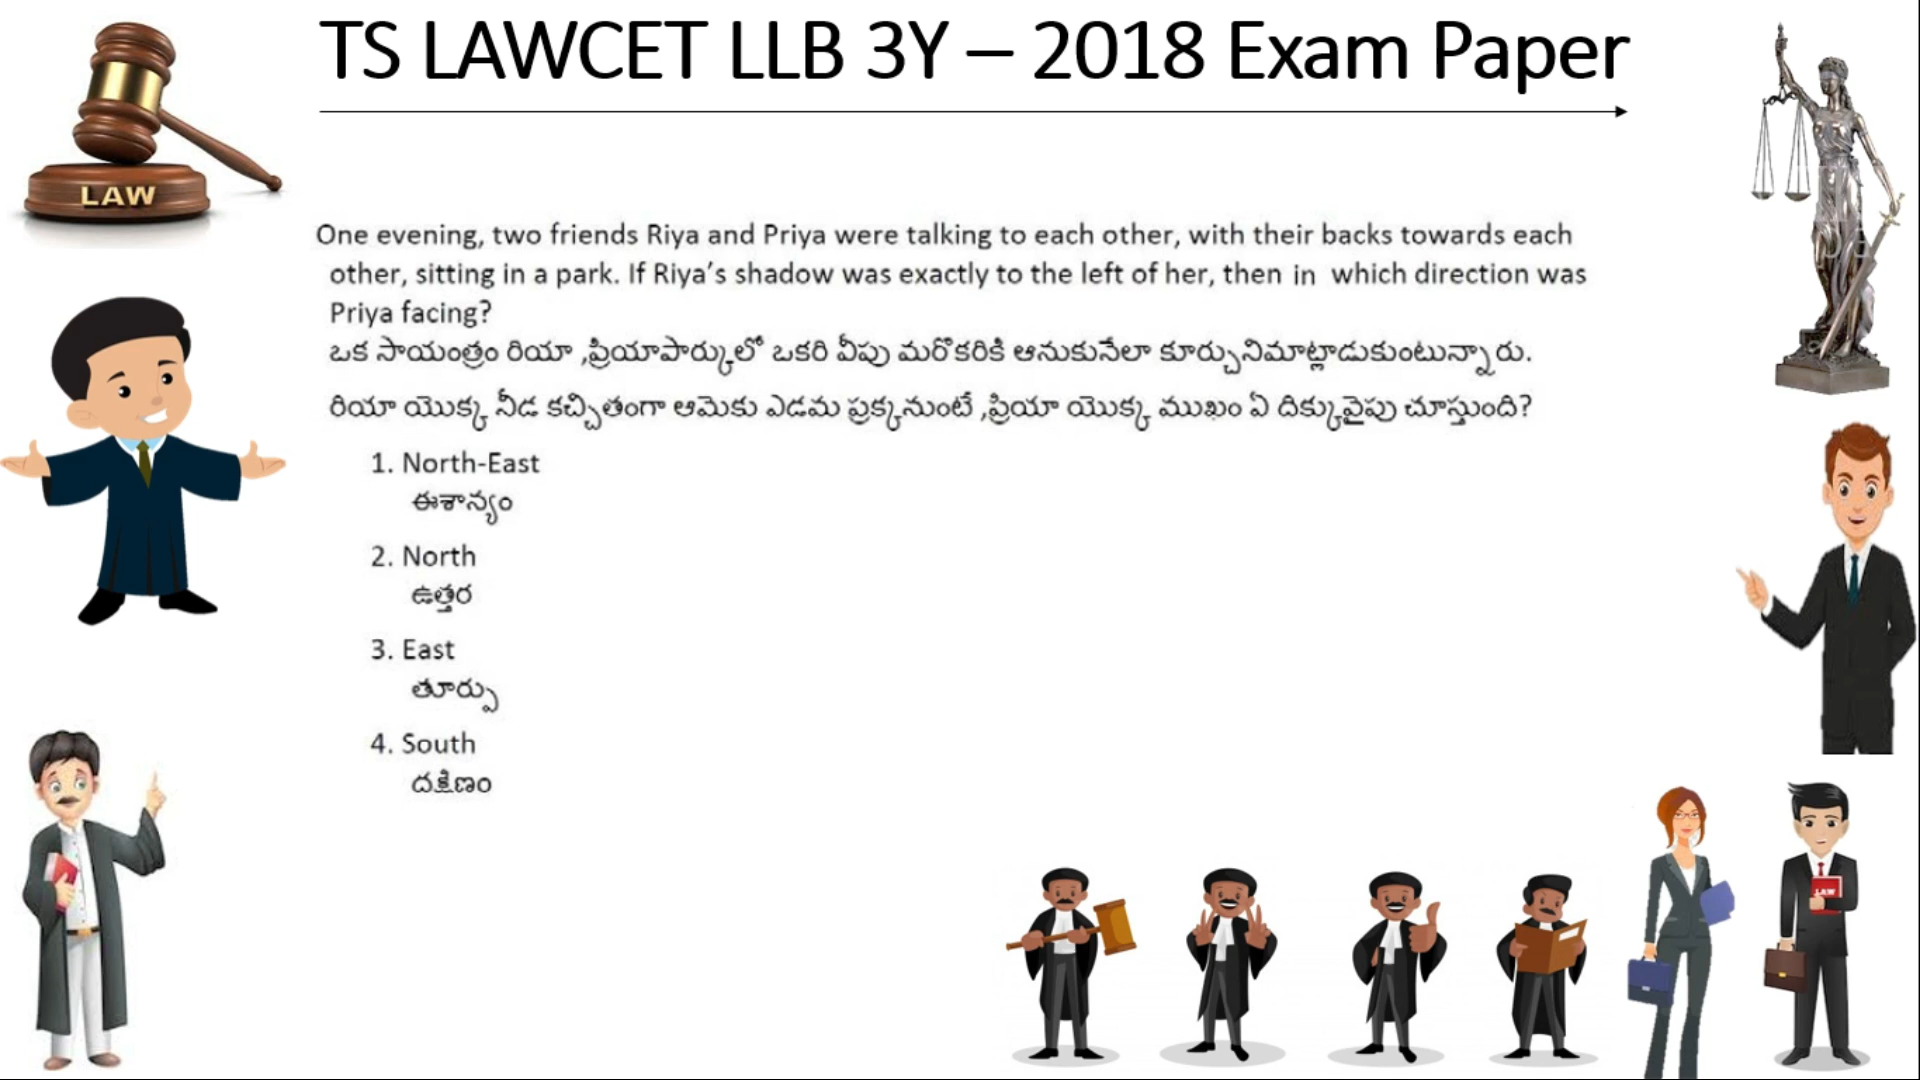 TS LAWCET LLB 3Y – 2018 Exam Paper
LAW
One evening, two friends Riya and Priya were talking to each other, with their backs towards each
other, sitting in a park. If Riya's shadow was exactly to the left of her, then in which direction was
Priya facing?
ఒక సాయంత్రం రియా ,ప్రియాపార్కులో ఒకరి వీపు మరొకరికి ఆనుకునేలా కూర్చునిమాట్లాడుకుంటున్నారు.
రియా యొక్క నీడ కచ్చితంగా ఆమెకు ఎడమ ప్రక్కనుంటే ,ప్రియా యొక్క ముఖం ఏ దిక్కువైపు చూస్తుంది?
1. North-East
ఈశాన్యం
2. North
ఉత్తర
3. East
తూర్పు
4. South
దక్షిణం
LAW